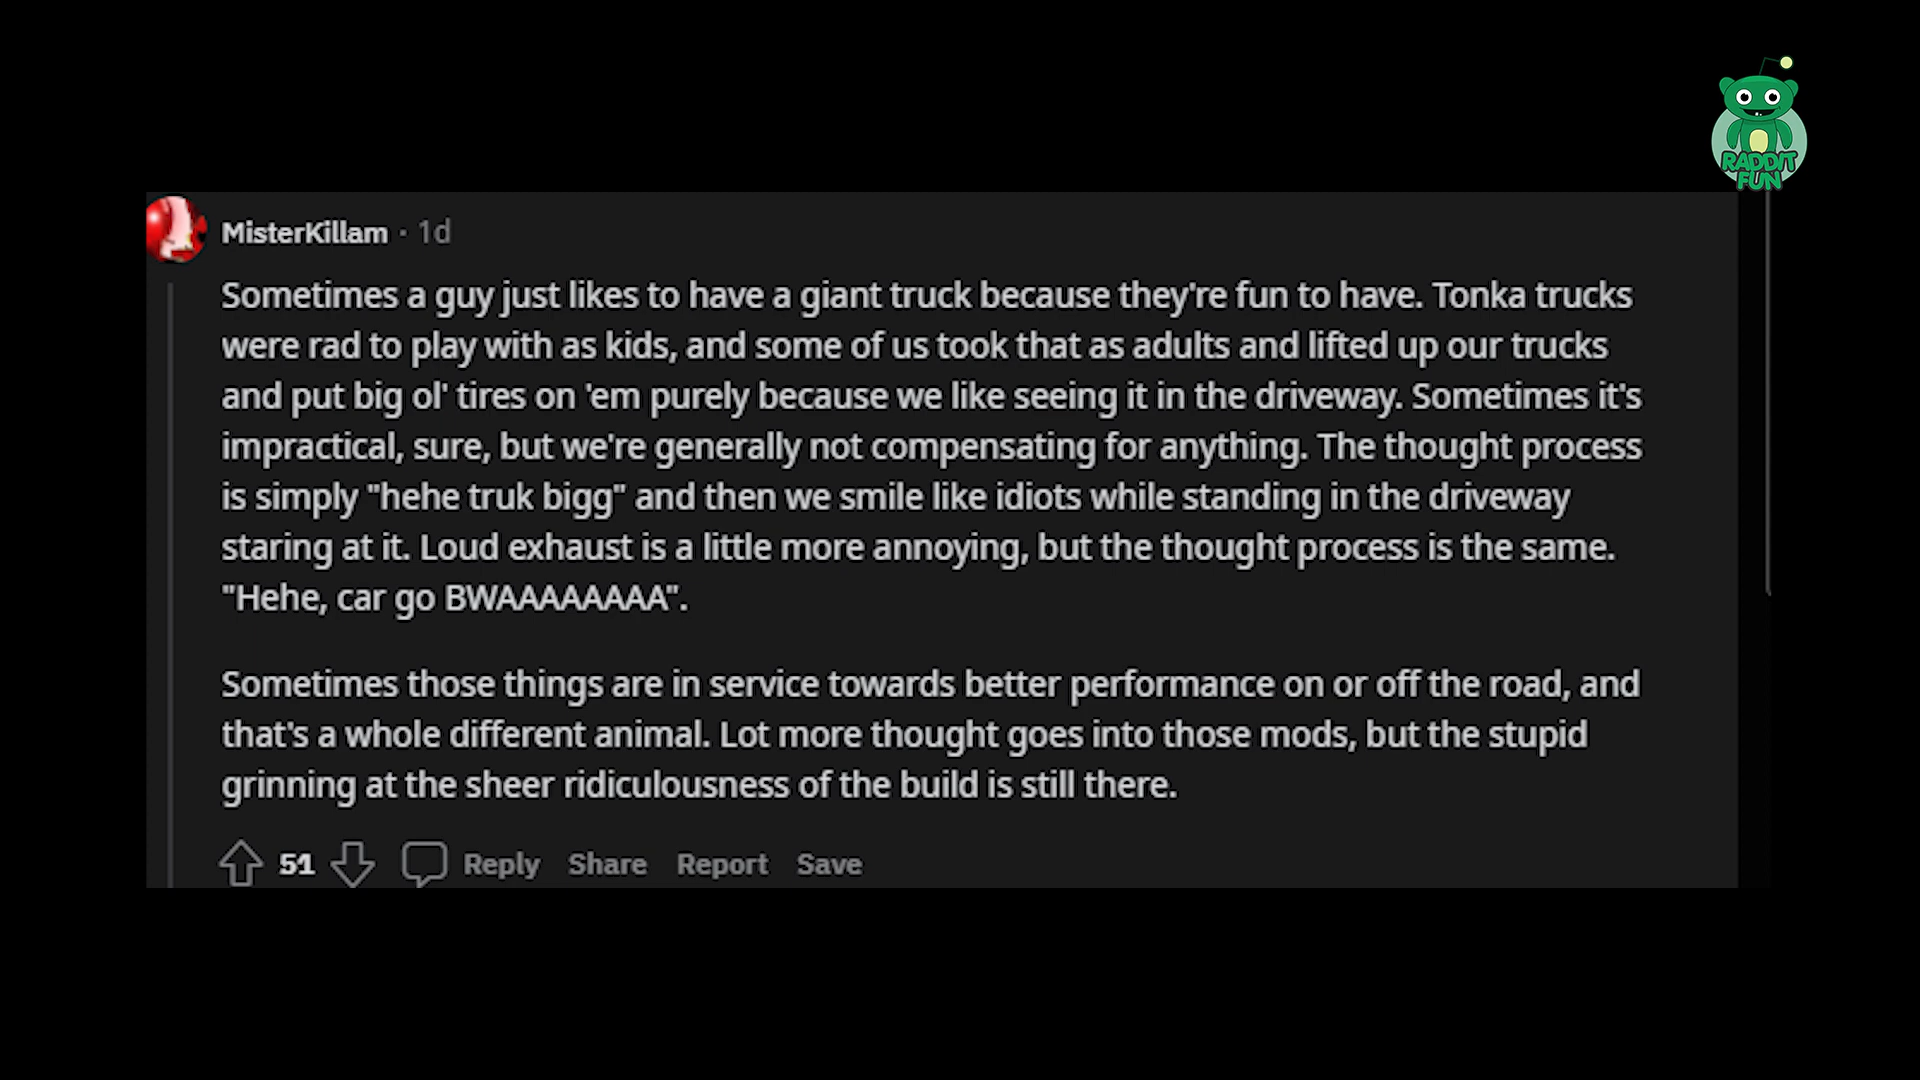 RADDIT
FUN
MisterKillam · 1d
Sometimes a guy just likes to have a giant truck because they're fun to have. Tonka trucks
were rad to play with as kids, and some of us took that as adults and lifted up our trucks
and put big ol' tires on 'em purely because we like seeing it in the driveway. Sometimes it's
impractical, sure, but we're generally not compensating for anything. The thought process
is simply "hehe truk bigg" and then we smile like idiots while standing in the driveway
staring at it. Loud exhaust is a little more annoying, but the thought process is the same.
"Hehe, car go BWAAAAAAAA".
Sometimes those things are in service towards better performance on or off the road, and
that's a whole different animal. Lot more thought goes into those mods, but the stupid
grinning at the sheer ridiculousness of the build is still there.
51 Reply Share Report Save